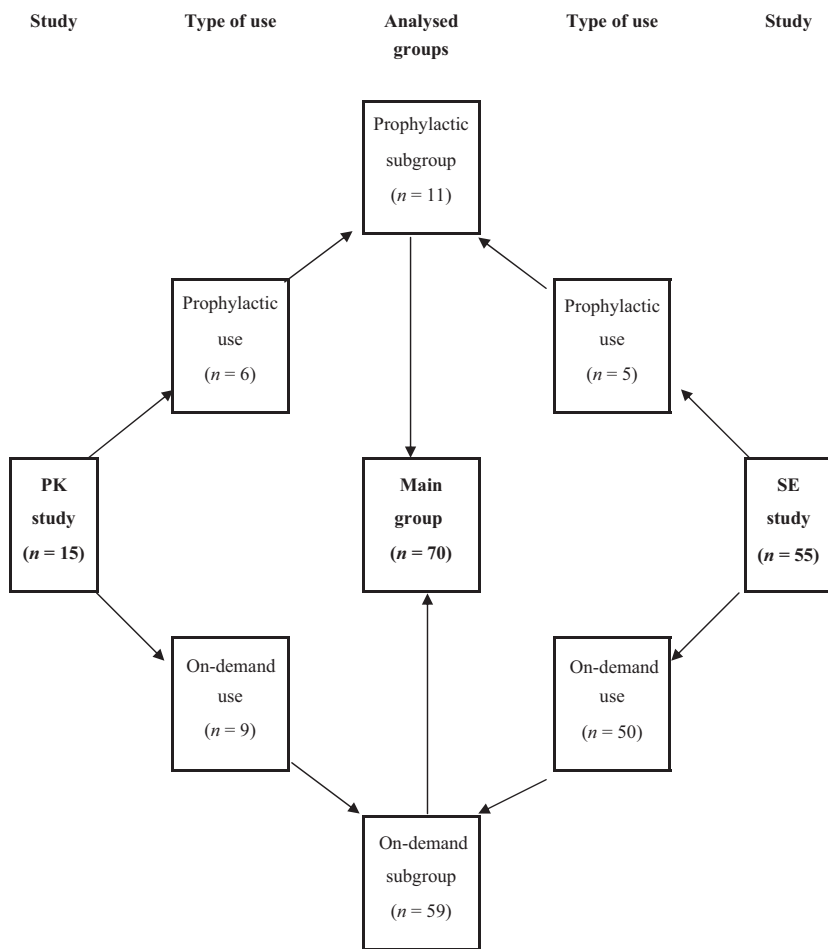 Study
Type of use
Analysed
groups
Type of use
Study
Prophylactic
subgroup
(n = 11)
Prophylactic
use
(n = 6)
Prophylactic
use
(n = 5)
PK
study
(n = 15)
Main
group
(n = 70)
SE
study
(n = 55)
On-demand
use
(n = 9)
On-demand
use
(n = 50)
On-demand
subgroup
(n = 59)